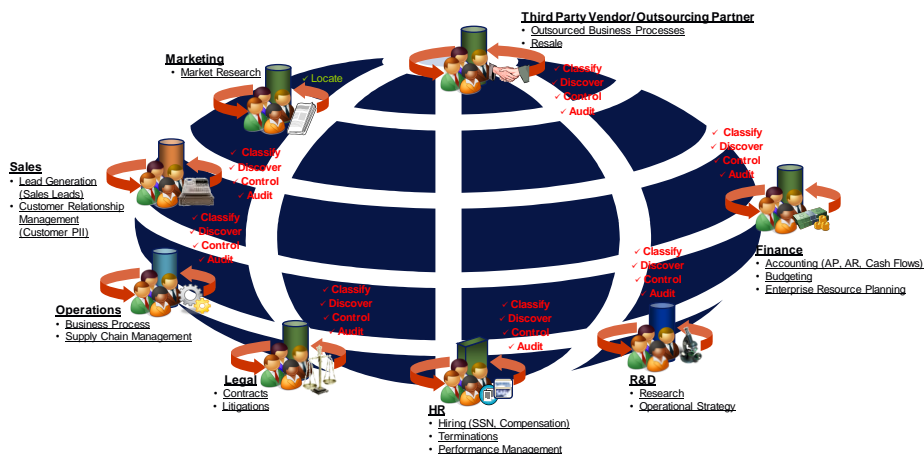 Third Party Vendor/ Outsourcing Partner
• Outsourced Business Processes
• Resale
Marketing
• Market Research
✓ Locate
✓ Classify
✓ Discover
✓ Control
✓ Audit
✓ Classify
✓ Discover
✓ Control
✓ Audit
Sales
• Lead Generation
(Sales Leads)
• Customer Relationship
Management
(Customer PII)
✓ Classify
✓ Discover
✓ Control
✓ Audit
✓ Classify
✓ Discover
✓ Control
✓ Audit
Finance
• Accounting (AP, AR, Cash Flows)
• Budgeting
• Enterprise Resource Planning
Operations
• Business Process
• Supply Chain Management
✓ Classify
✓ Discover
✓ Control
✓ Audit
✓ Classify
✓ Discover
✓ Control
✓ Audit
✓ Classify
✓ Discover
✓ Control
✓ Audit
Legal
• Contracts
• Litigations
HR
• Hiring (SSN, Compensation)
• Terminations
• Performance Management
R&D
• Research
• Operational Strategy